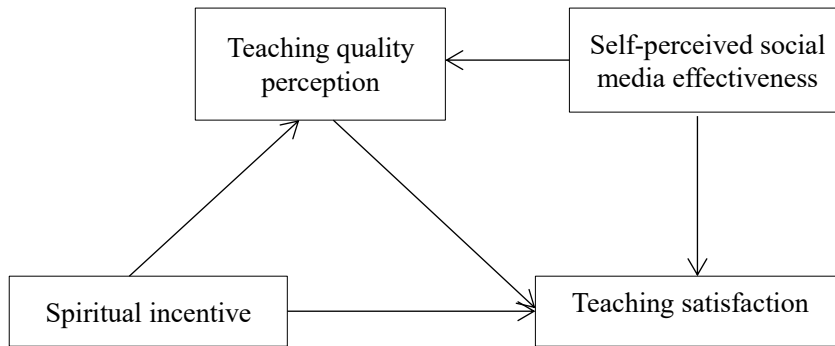 Teaching quality
perception
Self-perceived social
media effectiveness
Spiritual incentive
Teaching satisfaction